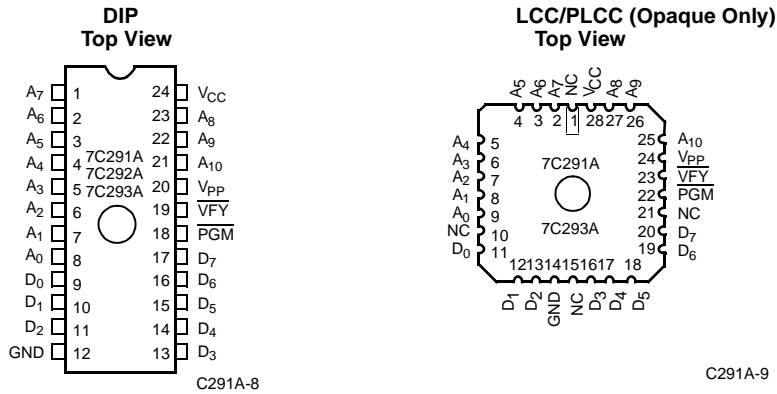 DIP
Top View
A7 1
A6 2
A5 3
A4 4
A3 5
A2 6
A1 7
A0 8
D0 9
D1 10
D2 11
GND 12
7C291A
7C292A
7C293A
24 VCC
23 A8
22 A9
21 A10
20 VPP
19 VFY
18 PGM
17 D7
16 D6
15 D5
14 D4
13 D3
C291A-8
LCC/PLCC (Opaque Only)
Top View
A5 A6 A7 NC VCC A8 A9
4 3 2 1 28 27 26
A4 5
A3 6
A2 7
A1 8
A0 9
NC 10
D0 11
7C291A
7C293A
25 A10
24 VPP
23 VFY
22 PGM
21 NC
20 D7
19 D6
12 13 14 15 16 17 18
D1 D2 GND NC D3 D4 D5
C291A-9